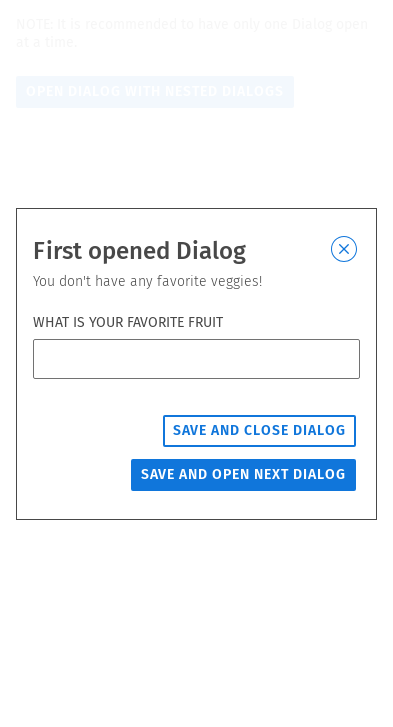 NOTE: It is recommended to have only one Dialog open
at a time.
OPEN DIALOG WITH NESTED DIALOGS
First opened Dialog
You don't have any favorite veggies!
WHAT IS YOUR FAVORITE FRUIT
SAVE AND CLOSE DIALOG
SAVE AND OPEN NEXT DIALOG